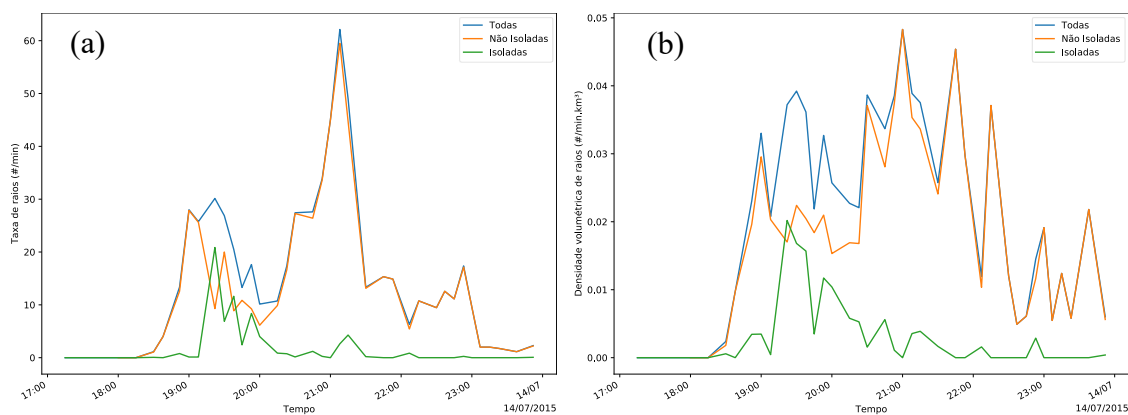 (a)
Todas
Não Isoladas
Isoladas
Taxa de raios (#/min)
60
50
40
30
20
10
0
17:00
18:00
19:00
20:00
21:00
22:00
23:00
14/07
Tempo
14/07/2015
(b)
Todas
Não Isoladas
Isoladas
Densidade volumétrica de raios (#/min.km³)
0.05
0.04
0.03
0.02
0.01
0.00
17:00
18:00
19:00
20:00
21:00
22:00
23:00
14/07
Tempo
14/07/2015